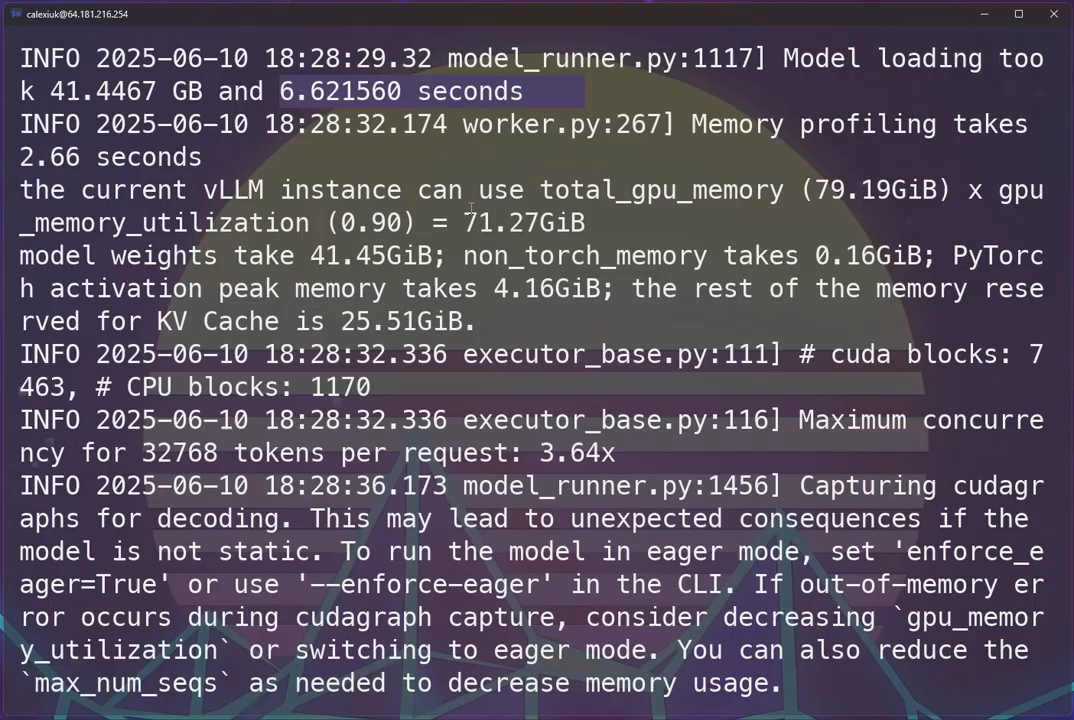 calexiuk@64.181.216.254
INFO 2025-06-10 18:28:29.32 model_runner.py:1117] Model loading too
k 41.4467 GB and 6.621560 seconds
INFO 2025-06-10 18:28:32.174 worker.py:267] Memory profiling takes
2.66 seconds
the current vLLM instance can use total_gpu_memory (79.19GiB) x gpu
_memory_utilization (0.90) = 71.27GiB
model weights take 41.45GiB; non_torch_memory takes 0.16GiB; PyTorc
h activation peak memory takes 4.16GiB; the rest of the memory rese
rved for KV Cache is 25.51GiB.
INFO 2025-06-10 18:28:32.336 executor_base.py:111] # cuda blocks: 7
463, # CPU blocks: 1170
INFO 2025-06-10 18:28:32.336 executor_base.py:116] Maximum concurre
ncy for 32768 tokens per request: 3.64x
INFO 2025-06-10 18:28:36.173 model_runner.py:1456] Capturing cudagr
aphs for decoding. This may lead to unexpected consequences if the
model is not static. To run the model in eager mode, set 'enforce_e
ager=True' or use '--enforce-eager' in the CLI. If out-of-memory er
ror occurs during cudagraph capture, consider decreasing `gpu_memor
y_utilization` or switching to eager mode. You can also reduce the
`max_num_seqs` as needed to decrease memory usage.